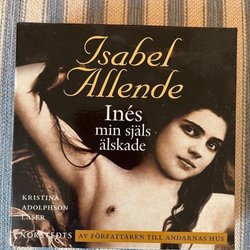 Isabel
Allende
Inés
min själs
älskade
KRISTINA
ADOLPHSON
LÄSER
NORSTEDTS
AV FÖRFATTAREN TILL ANDARNAS HUS